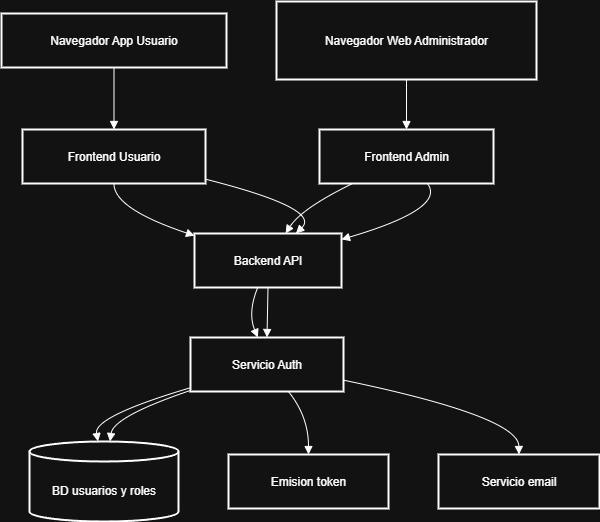 Navegador App Usuario
Navegador Web Administrador
Frontend Usuario
Frontend Admin
Backend API
Servicio Auth
BD usuarios y roles
Emision token
Servicio email